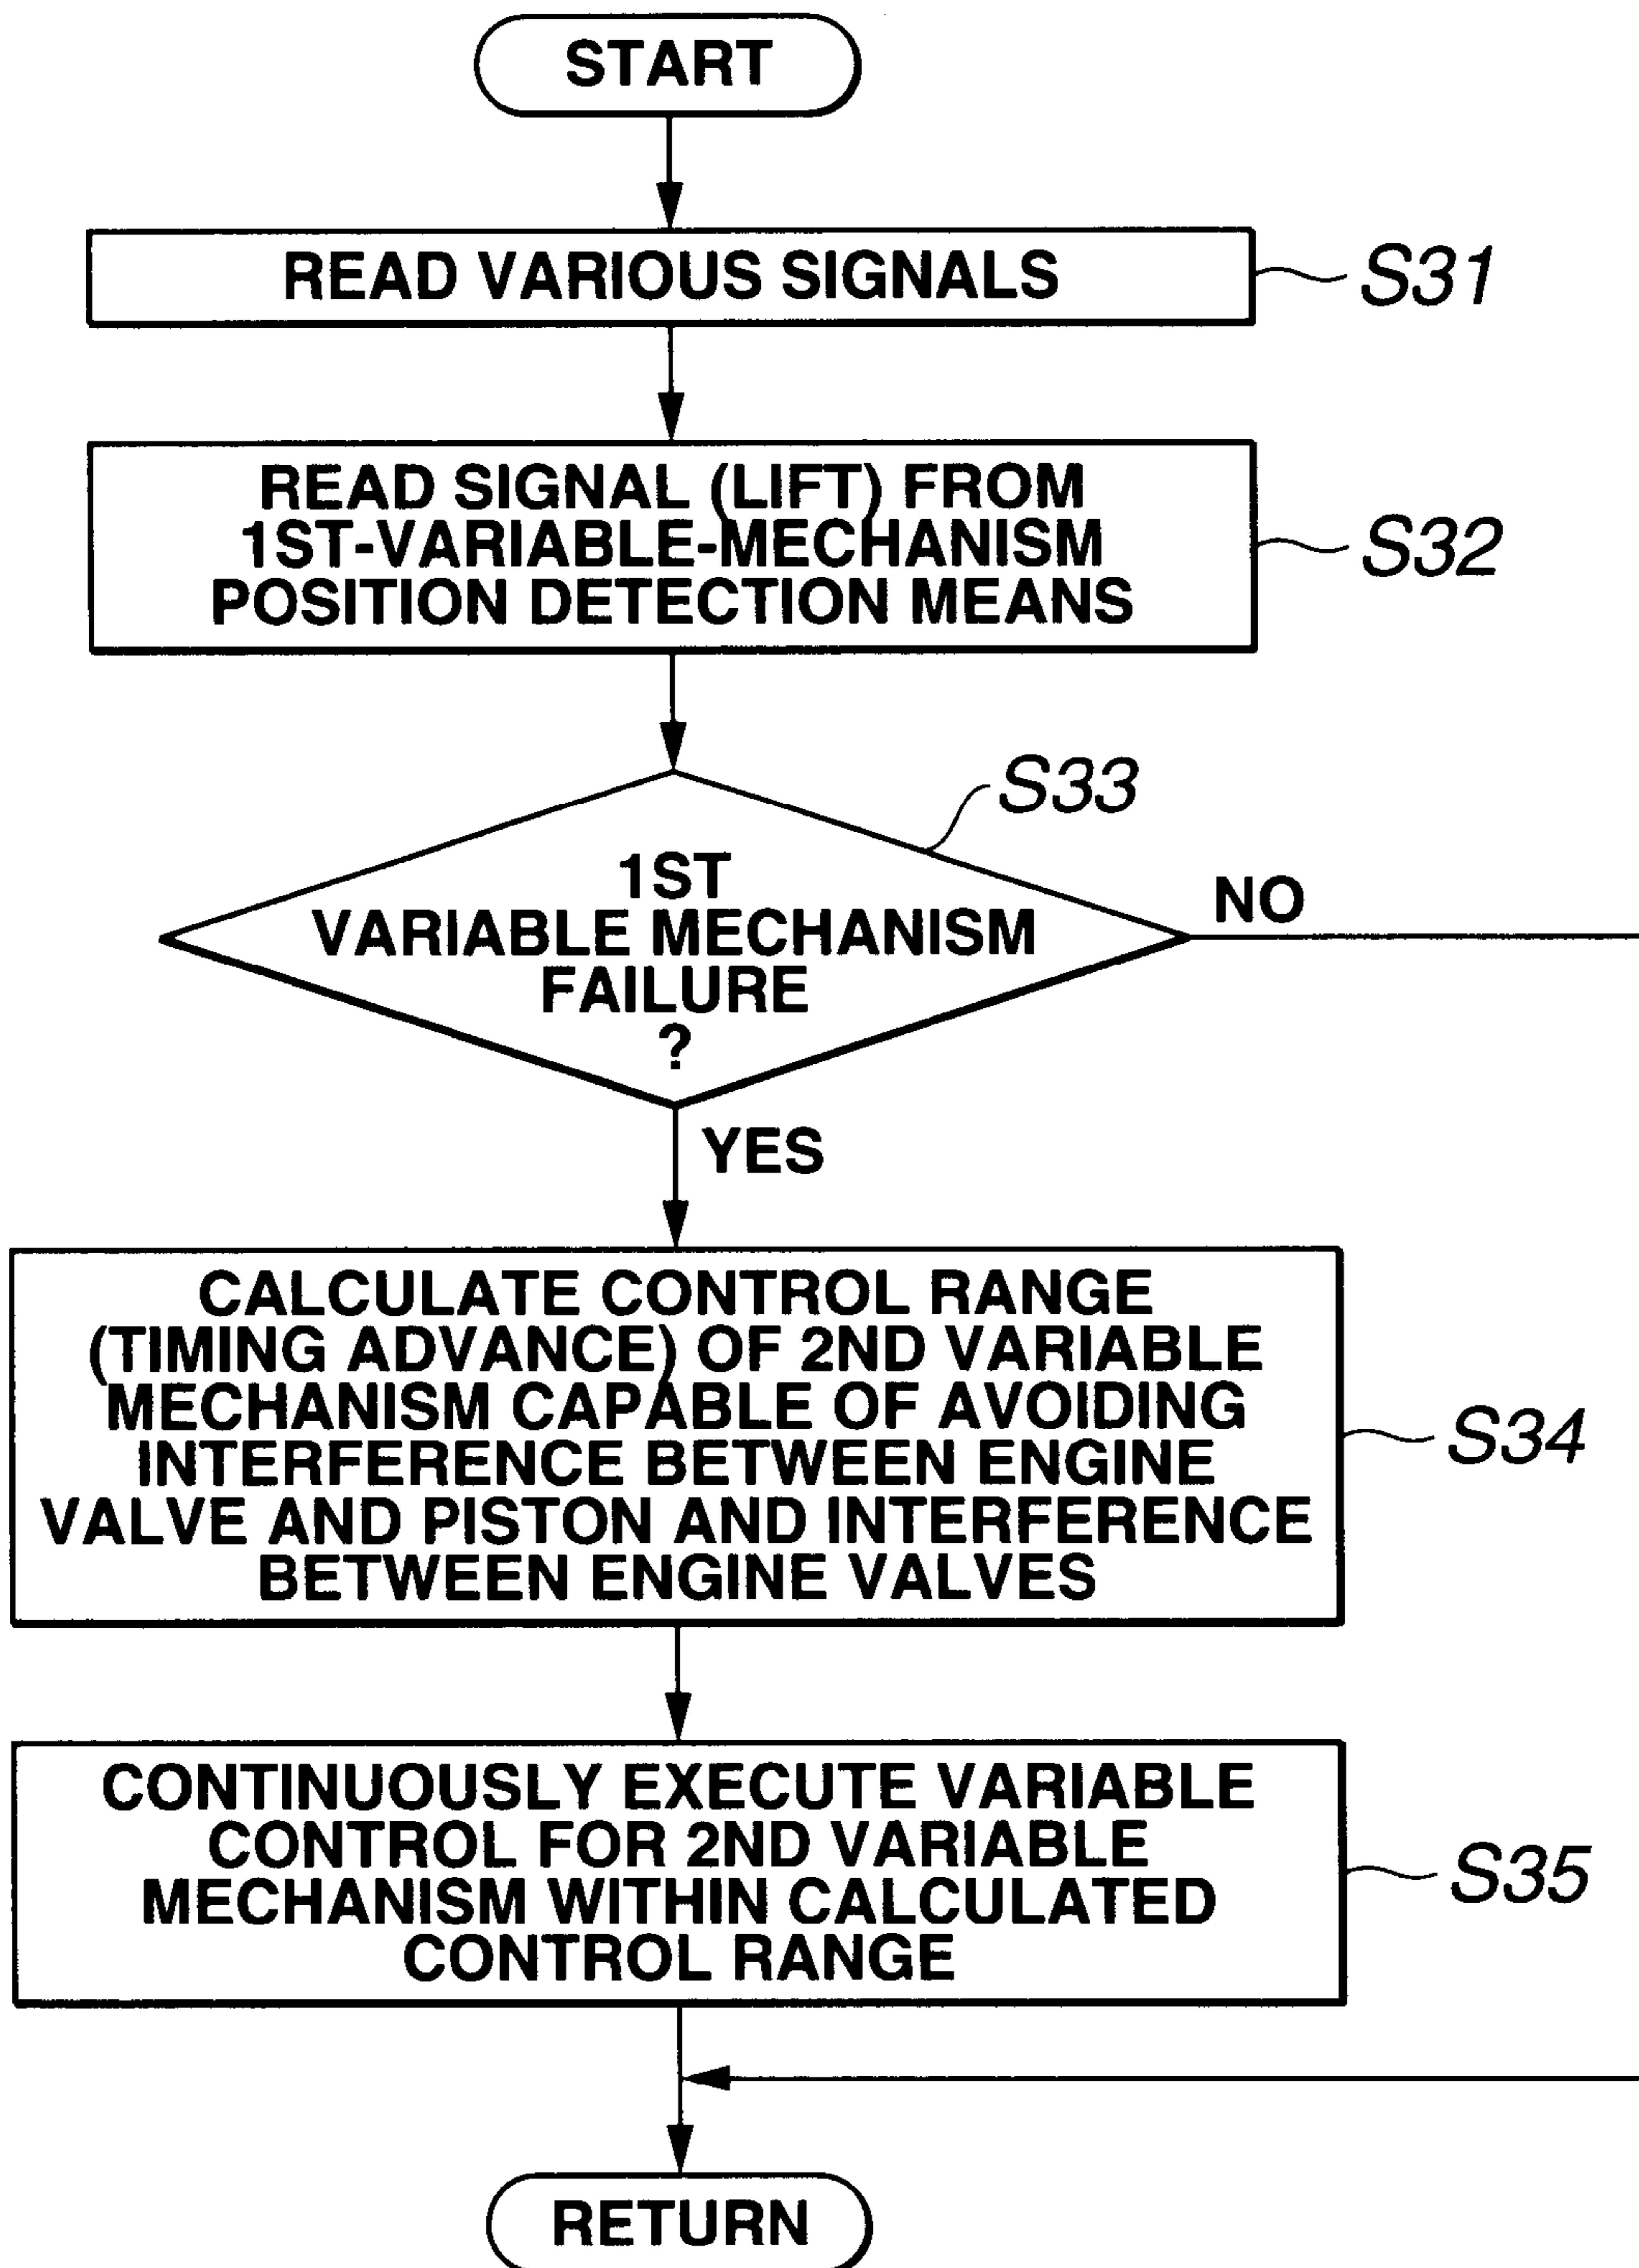 START
READ VARIOUS SIGNALS
S31
READ SIGNAL (LIFT) FROM
1ST-VARIABLE-MECHANISM
POSITION DETECTION MEANS
S32
S33
1ST
VARIABLE MECHANISM
FAILURE
?
NO
YES
CALCULATE CONTROL RANGE
(TIMING ADVANCE) OF 2ND VARIABLE
MECHANISM CAPABLE OF AVOIDING
INTERFERENCE BETWEEN ENGINE
VALVE AND PISTON AND INTERFERENCE
BETWEEN ENGINE VALVES
S34
CONTINUOUSLY EXECUTE VARIABLE
CONTROL FOR 2ND VARIABLE
MECHANISM WITHIN CALCULATED
CONTROL RANGE
S35
RETURN